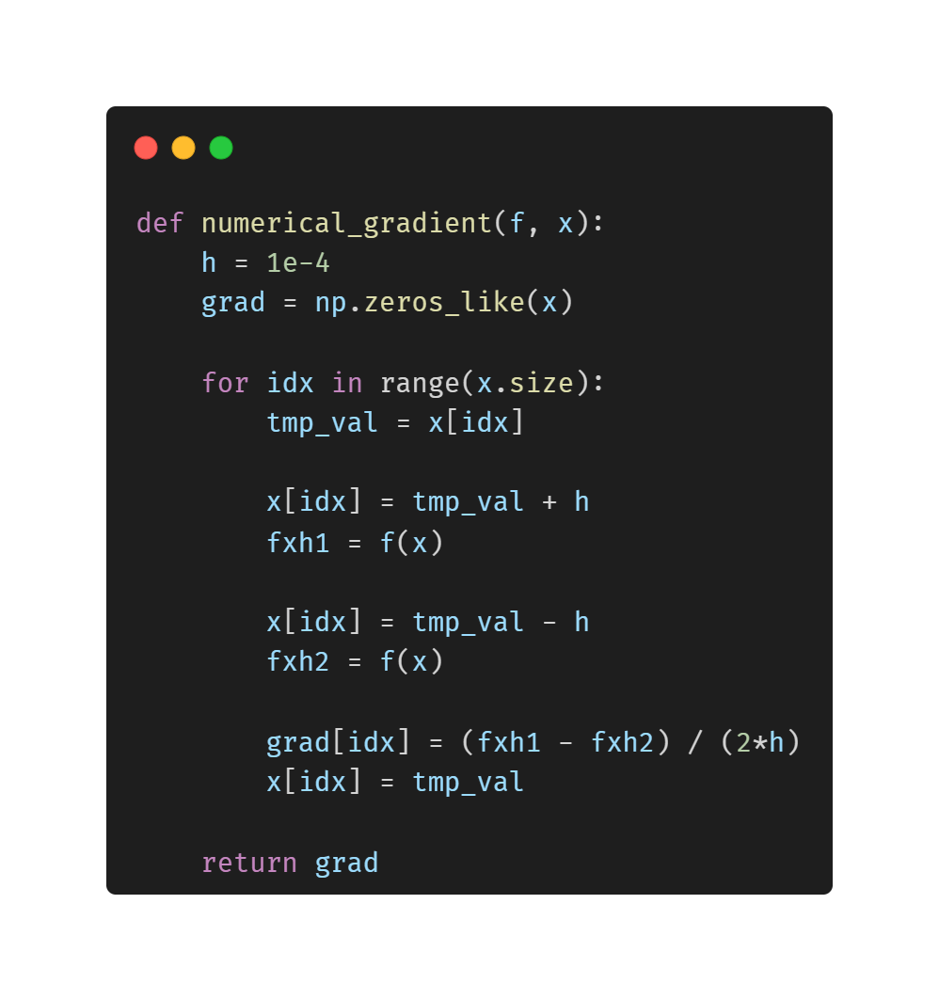 def numerical_gradient(f, x):
    h = 1e-4
    grad = np.zeros_like(x)

    for idx in range(x.size):
        tmp_val = x[idx]

        x[idx] = tmp_val + h
        fxh1 = f(x)

        x[idx] = tmp_val - h
        fxh2 = f(x)

        grad[idx] = (fxh1 - fxh2) / (2*h)
        x[idx] = tmp_val

    return grad